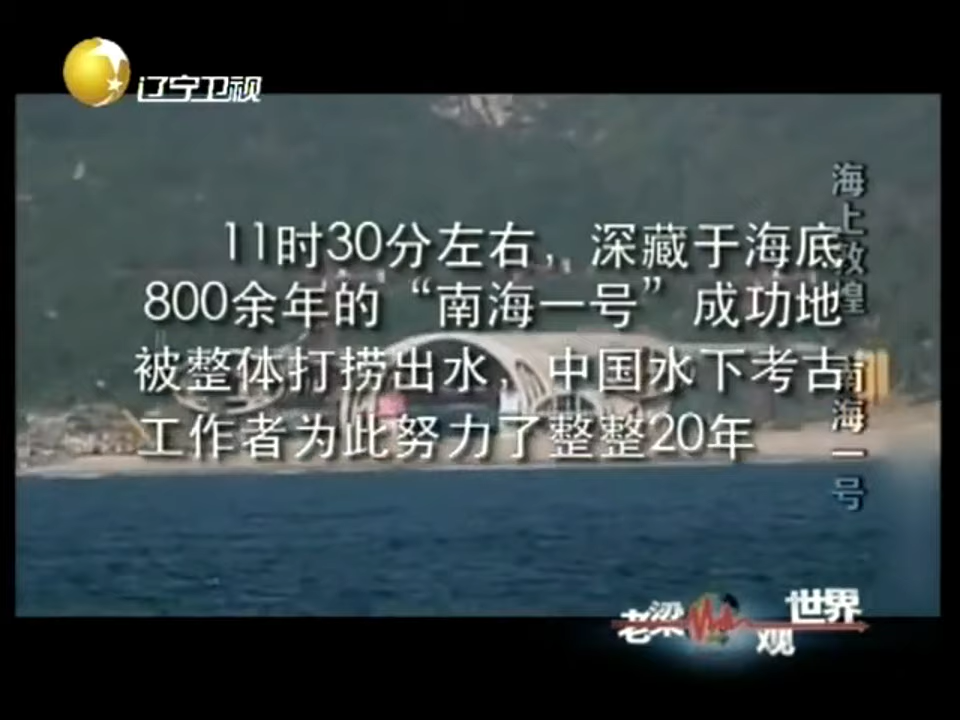 辽宁卫视
11时30分左右，深藏于海底
800余年的“南海一号”成功地
被整体打捞出水，中国水下考古
工作者为此努力了整整20年
海上敦煌 南海一号
老梁观世界